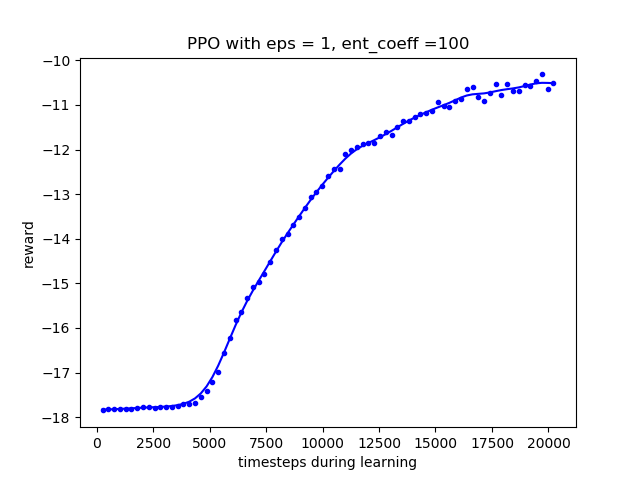 PPO with eps = 1, ent_coeff =100
−10
−11
−12
−13
−14
−15
−16
−17
−18
reward
0 2500 5000 7500 10000 12500 15000 17500 20000
timesteps during learning